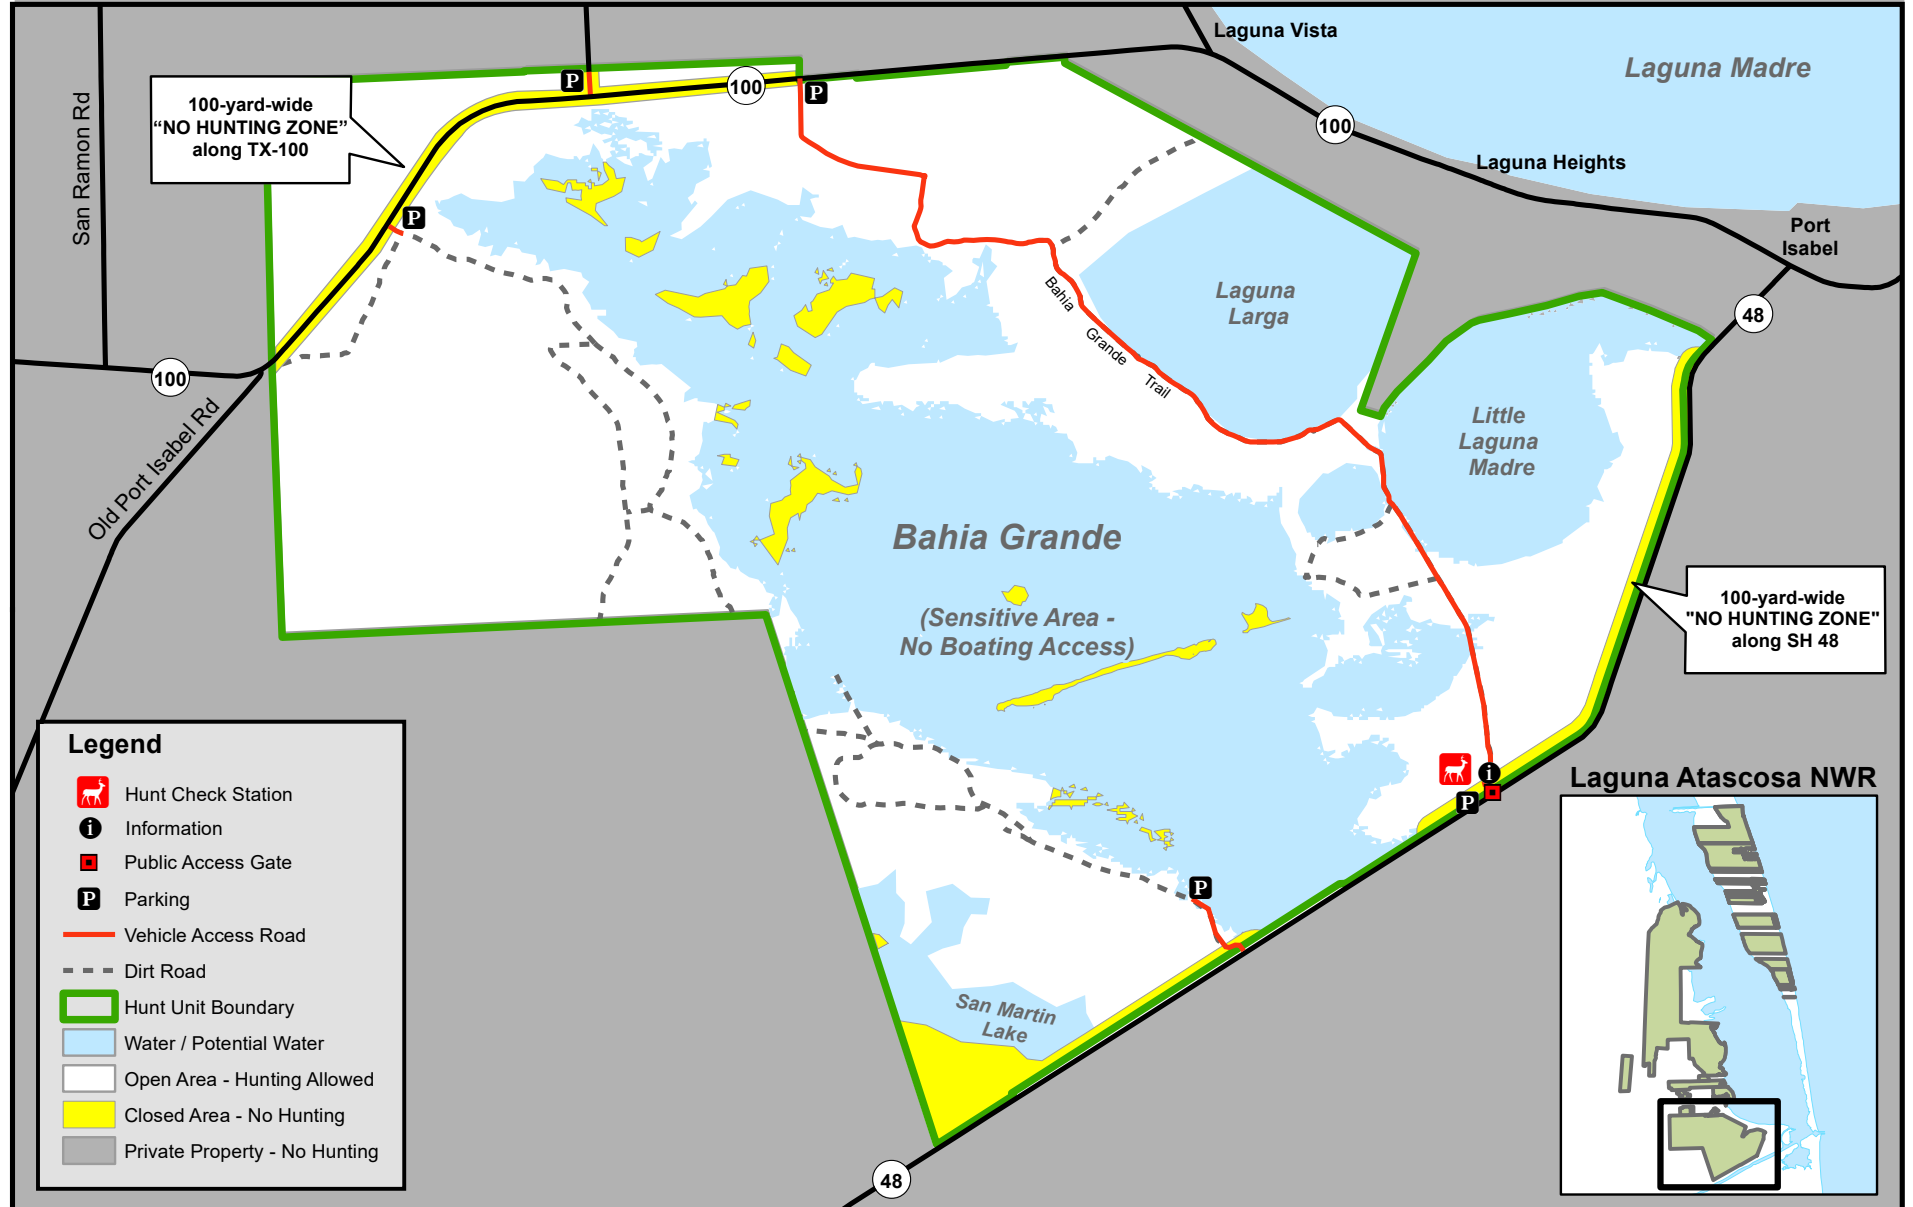 Laguna Vista
Laguna Madre
100-yard-wide
“NO HUNTING ZONE”
along TX-100
San Ramon Rd
P
100
P
100
Laguna Heights
P
Port
Isabel
Laguna
Larga
48
Bahia Grande Trail
100
Old Port Isabel Rd
Little
Laguna
Madre
Bahia Grande
(Sensitive Area -
No Boating Access)
100-yard-wide
"NO HUNTING ZONE"
along SH 48
i
P
P
San Martin
Lake
48
Legend
Hunt Check Station
i Information
Public Access Gate
P Parking
Vehicle Access Road
Dirt Road
Hunt Unit Boundary
Water / Potential Water
Open Area - Hunting Allowed
Closed Area - No Hunting
Private Property - No Hunting
Laguna Atascosa NWR